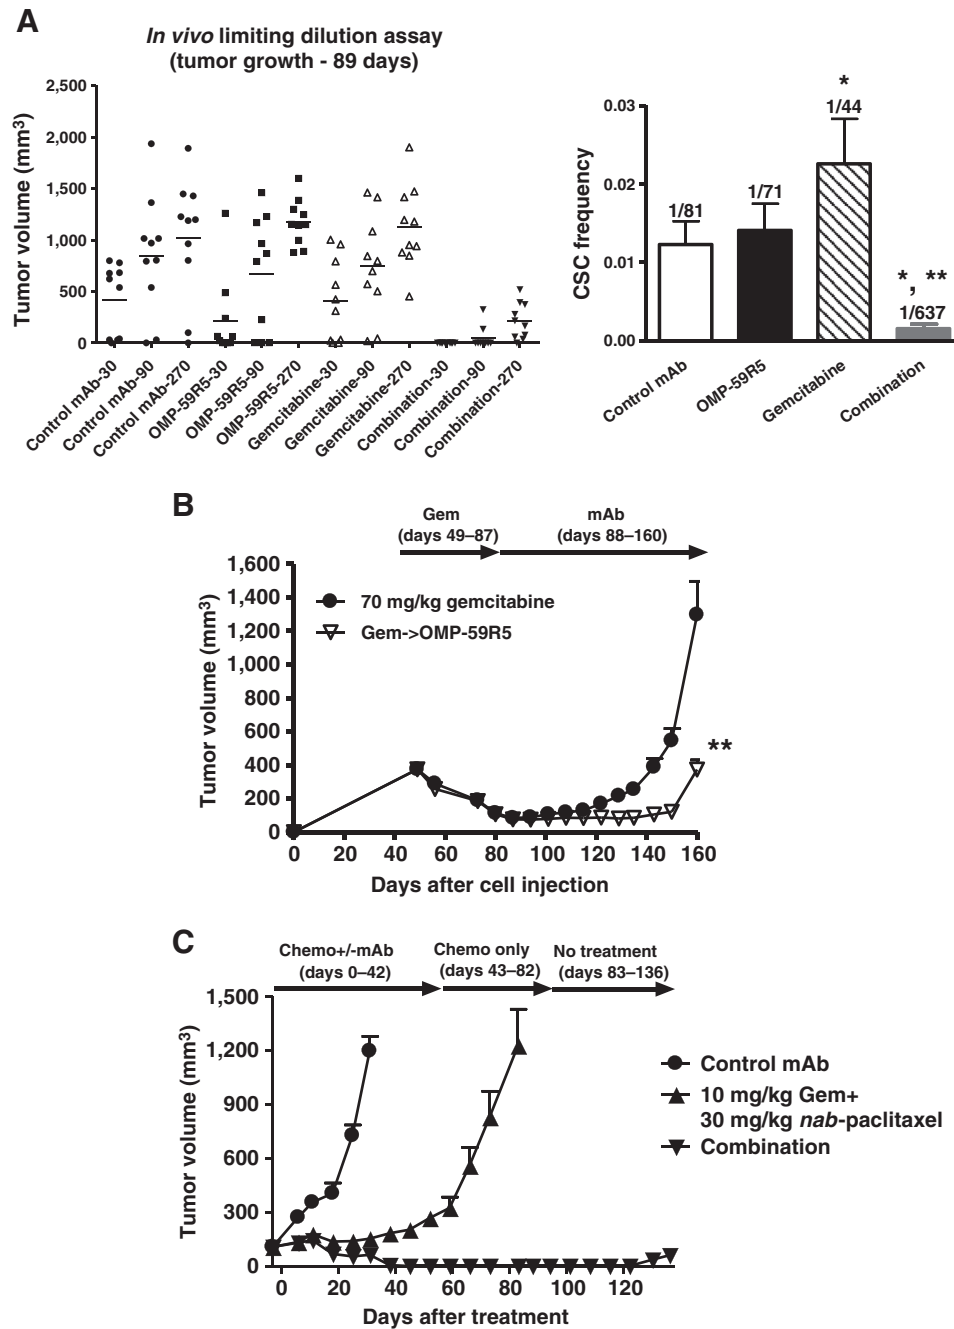 A
In vivo limiting dilution assay
(tumor growth - 89 days)
Tumor volume (mm3)
2,500
2,000
1,500
1,000
500
0
Control mAb-30
Control mAb-90
Control mAb-270
OMP-59R5-30
OMP-59R5-90
OMP-59R5-270
Gemcitabine-30
Gemcitabine-90
Gemcitabine-270
Combination-30
Combination-90
Combination-270
CSC frequency
0.03
0.02
0.01
0.00
1/81
1/71
*
1/44
*, **
1/637
Control mAb
OMP-59R5
Gemcitabine
Combination
B
Gem
(days 49–87)
mAb
(days 88–160)
Tumor volume (mm3)
1,600
1,400
1,200
1,000
800
600
400
200
0
70 mg/kg gemcitabine
Gem->OMP-59R5
**
0 20 40 60 80 100 120 140 160
Days after cell injection
C
Chemo+/-mAb
(days 0–42)
Chemo only
(days 43–82)
No treatment
(days 83–136)
Tumor volume (mm3)
1,500
1,200
900
600
300
0
Control mAb
10 mg/kg Gem+
30 mg/kg nab-paclitaxel
Combination
0 20 40 60 80 100 120
Days after treatment